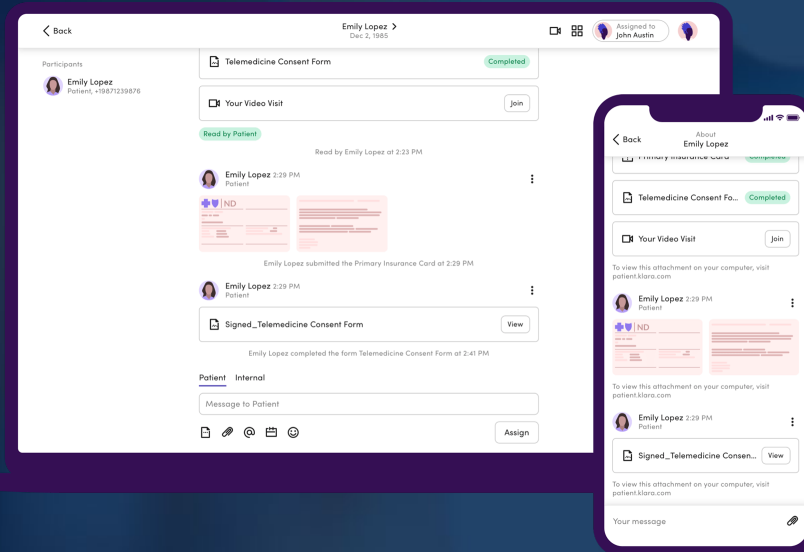 Back
Emily Lopez
Dec 2, 1985
Assigned to
John Austin
Participants
Emily Lopez
Patient, +19871239876
Telemedicine Consent Form
Completed
Your Video Visit
Join
Read by Patient
Read by Emily Lopez at 2:23 PM
Emily Lopez 2:29 PM
Patient
ND
Emily Lopez submitted the Primary Insurance Card at 2:29 PM
Emily Lopez 2:29 PM
Patient
Signed_Telemedicine Consent Form
View
Emily Lopez completed the form Telemedicine Consent Form at 2:41 PM
Patient Internal
Message to Patient
Assign
Back
About
Emily Lopez
Primary Insurance Card
Completed
Telemedicine Consent Fo...
Completed
Your Video Visit
Join
To view this attachment on your computer, visit
patient.klara.com
Emily Lopez 2:29 PM
Patient
ND
To view this attachment on your computer, visit
patient.klara.com
Emily Lopez 2:29 PM
Patient
Signed_Telemedicine Consen...
View
To view this attachment on your computer, visit
patient.klara.com
Your message